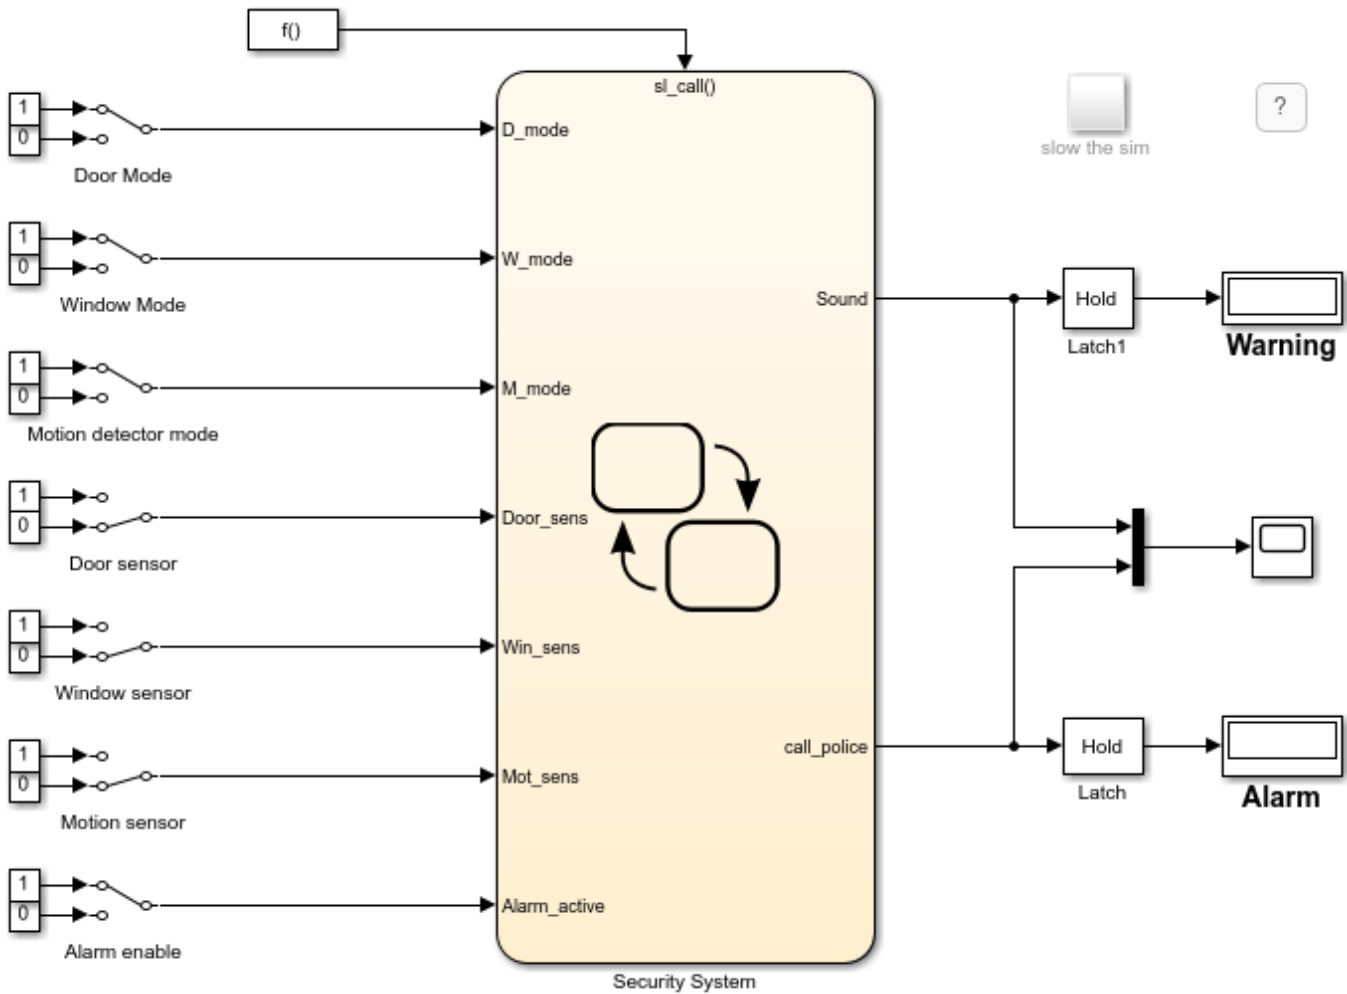 f()
sl_call()
1
0
Door Mode
D_mode
slow the sim
?
1
0
Window Mode
W_mode
Sound
Hold
Latch1
Warning
1
0
Motion detector mode
M_mode
1
0
Door sensor
Door_sens
1
0
Window sensor
Win_sens
1
0
Motion sensor
Mot_sens
call_police
Hold
Latch
Alarm
1
0
Alarm enable
Alarm_active
Security System